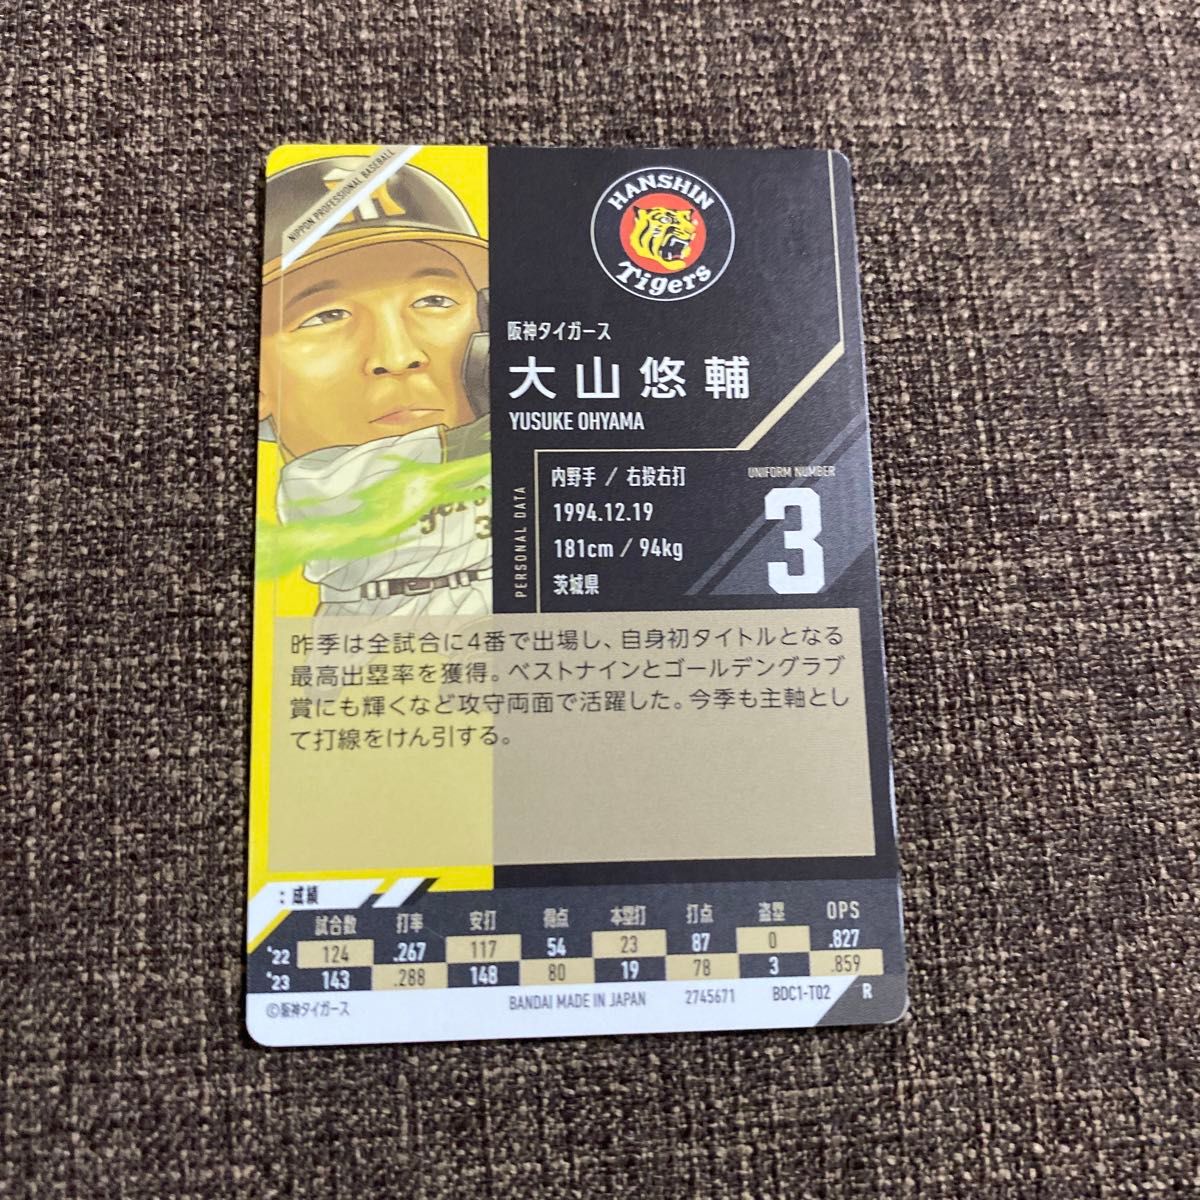 NIPPON PROFESSIONAL BASEBALL
HANSHIN
Tigers
阪神タイガース
大山悠輔
YUSUKE OHYAMA
PERSONAL DATA
内野手 / 右投右打
1994.12.19
181cm / 94kg
茨城県
UNIFORM NUMBER
3
gers
3
昨季は全試合に4番で出場し、自身初タイトルとなる
最高出塁率を獲得。ベストナインとゴールデングラブ
賞にも輝くなど攻守両面で活躍した。今季も主軸とし
て打線をけん引する。
:成績
試合数 打率 安打 得点 本塁打 打点 盗塁 OPS
'22 124 .267 117 54 23 87 0 .827
'23 143 .288 148 80 19 78 3 .859
©阪神タイガース BANDAI MADE IN JAPAN 2745671 BDC1-T02 R